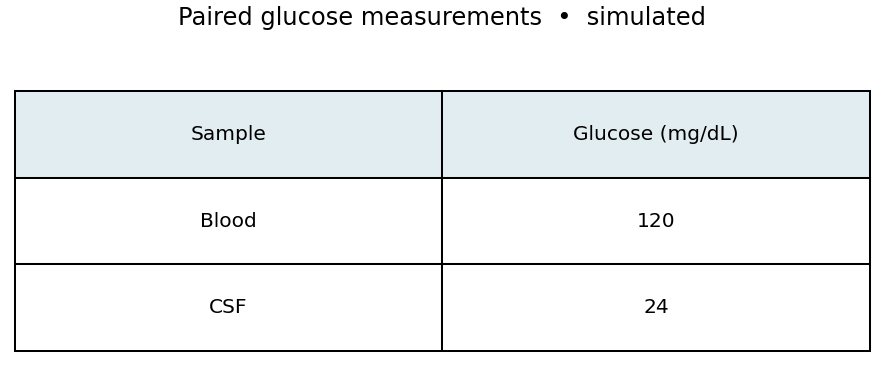 Paired glucose measurements • simulated
Sample Glucose (mg/dL)
Blood 120
CSF 24